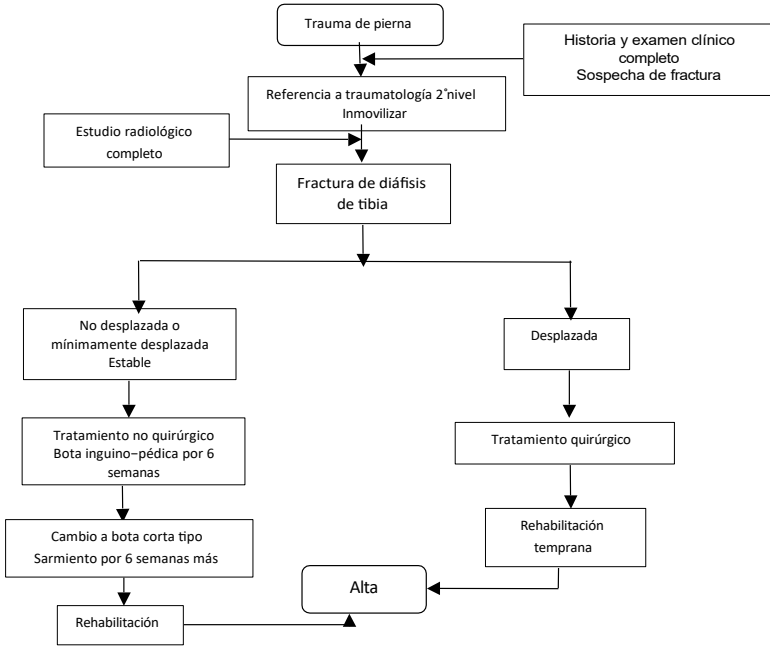 Trauma de pierna
Historia y examen clínico
completo
Sospecha de fractura
Referencia a traumatología 2°nivel
Inmovilizar
Estudio radiológico
completo
Fractura de diáfisis
de tibia
No desplazada o
mínimamente desplazada
Estable
Desplazada
Tratamiento no quirúrgico
Bota inguino–pédica por 6
semanas
Tratamiento quirúrgico
Cambio a bota corta tipo
Sarmiento por 6 semanas más
Rehabilitación
temprana
Alta
Rehabilitación